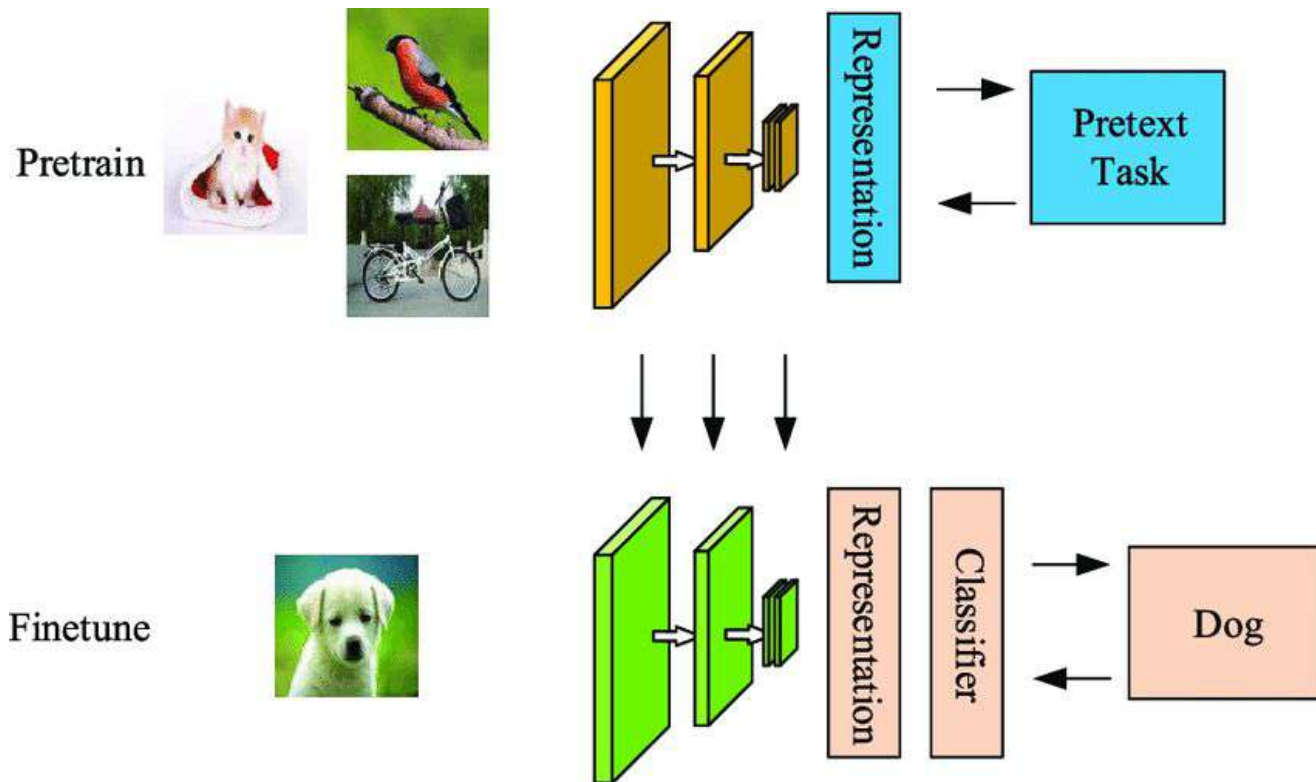 Pretrain
Representation
Pretext
Task
Finetune
Representation
Classifier
Dog